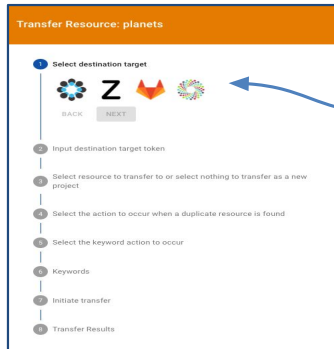 Transfer Resource: planets
1 Select destination target
Z
BACK NEXT
2 Input destination target token
3 Select resource to transfer to or select nothing to transfer as a new
project
4 Select the action to occur when a duplicate resource is found
5 Select the keyword action to occur
6 Keywords
7 Initiate transfer
8 Transfer Results